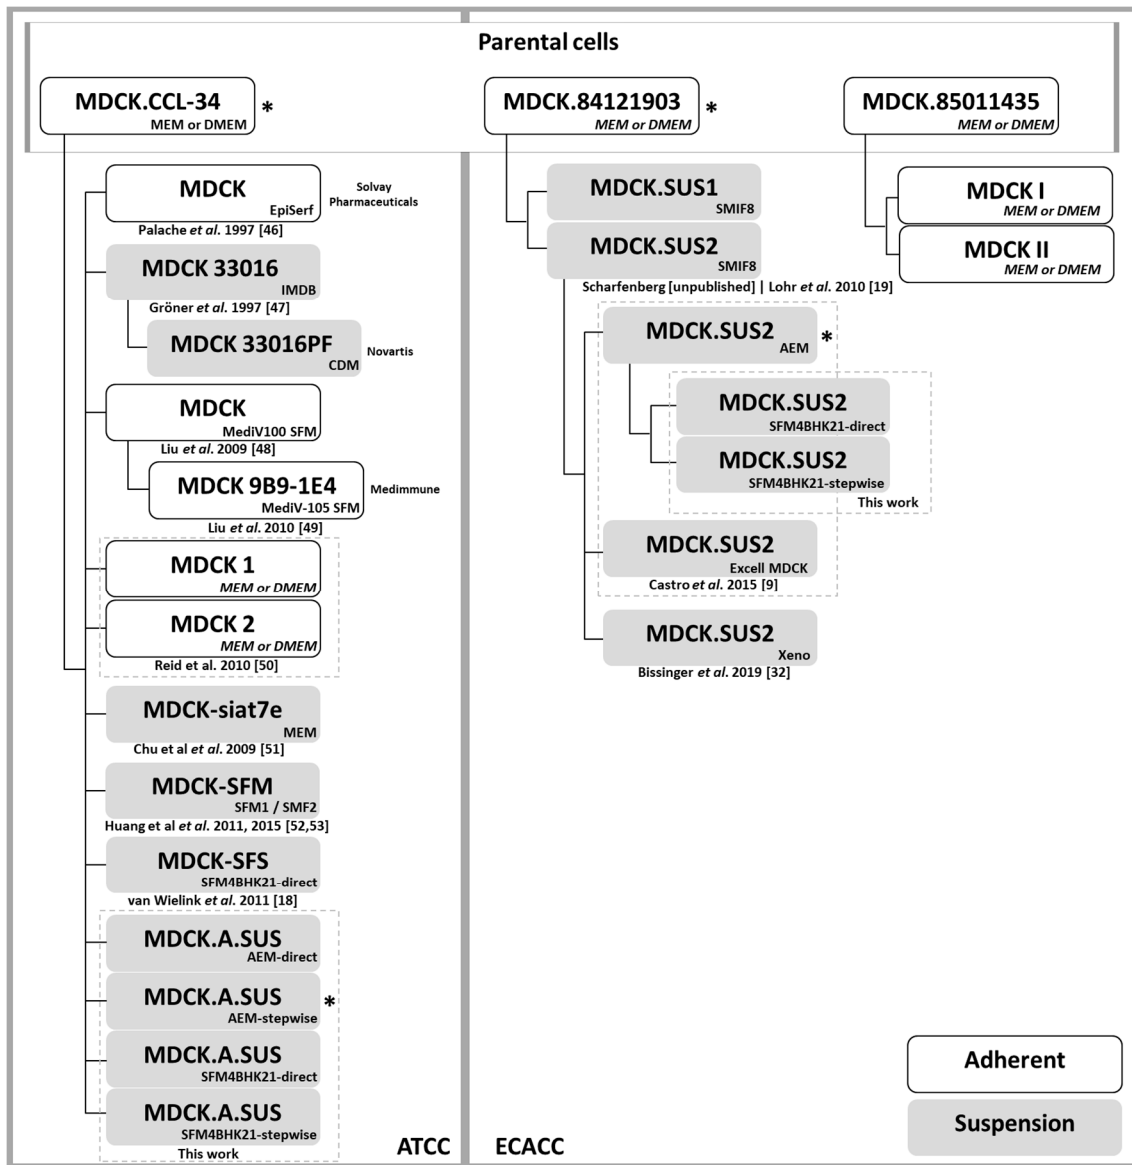 Parental cells
MDCK.CCL-34
*
MEM or DMEM
MDCK.84121903
*
MEM or DMEM
MDCK.85011435
MEM or DMEM
MDCK
EpiSerf
Solvay
Pharmaceuticals
Palache et al. 1997 [46]
MDCK 33016
IMDB
Gröner et al. 1997 [47]
MDCK 33016PF
CDM
Novartis
MDCK
MediV100 SFM
Liu et al. 2009 [48]
MDCK 9B9-1E4
MediV-105 SFM
Medimmune
Liu et al. 2010 [49]
MDCK 1
MEM or DMEM
MDCK 2
MEM or DMEM
Reid et al. 2010 [50]
MDCK-siat7e
MEM
Chu et al et al. 2009 [51]
MDCK-SFM
SFM1 / SMF2
Huang et al et al. 2011, 2015 [52,53]
MDCK-SFS
SFM4BHK21-direct
van Wielink et al. 2011 [18]
MDCK.A.SUS
AEM-direct
MDCK.A.SUS
AEM-stepwise
*
MDCK.A.SUS
SFM4BHK21-direct
MDCK.A.SUS
SFM4BHK21-stepwise
This work
ATCC
MDCK.SUS1
SMIF8
MDCK.SUS2
SMIF8
Scharfenberg [unpublished] | Lohr et al. 2010 [19]
MDCK.SUS2
AEM
*
MDCK.SUS2
SFM4BHK21-direct
MDCK.SUS2
SFM4BHK21-stepwise
This work
MDCK.SUS2
Excell MDCK
Castro et al. 2015 [9]
MDCK.SUS2
Xeno
Bissinger et al. 2019 [32]
MDCK I
MEM or DMEM
MDCK II
MEM or DMEM
ECACC
Adherent
Suspension